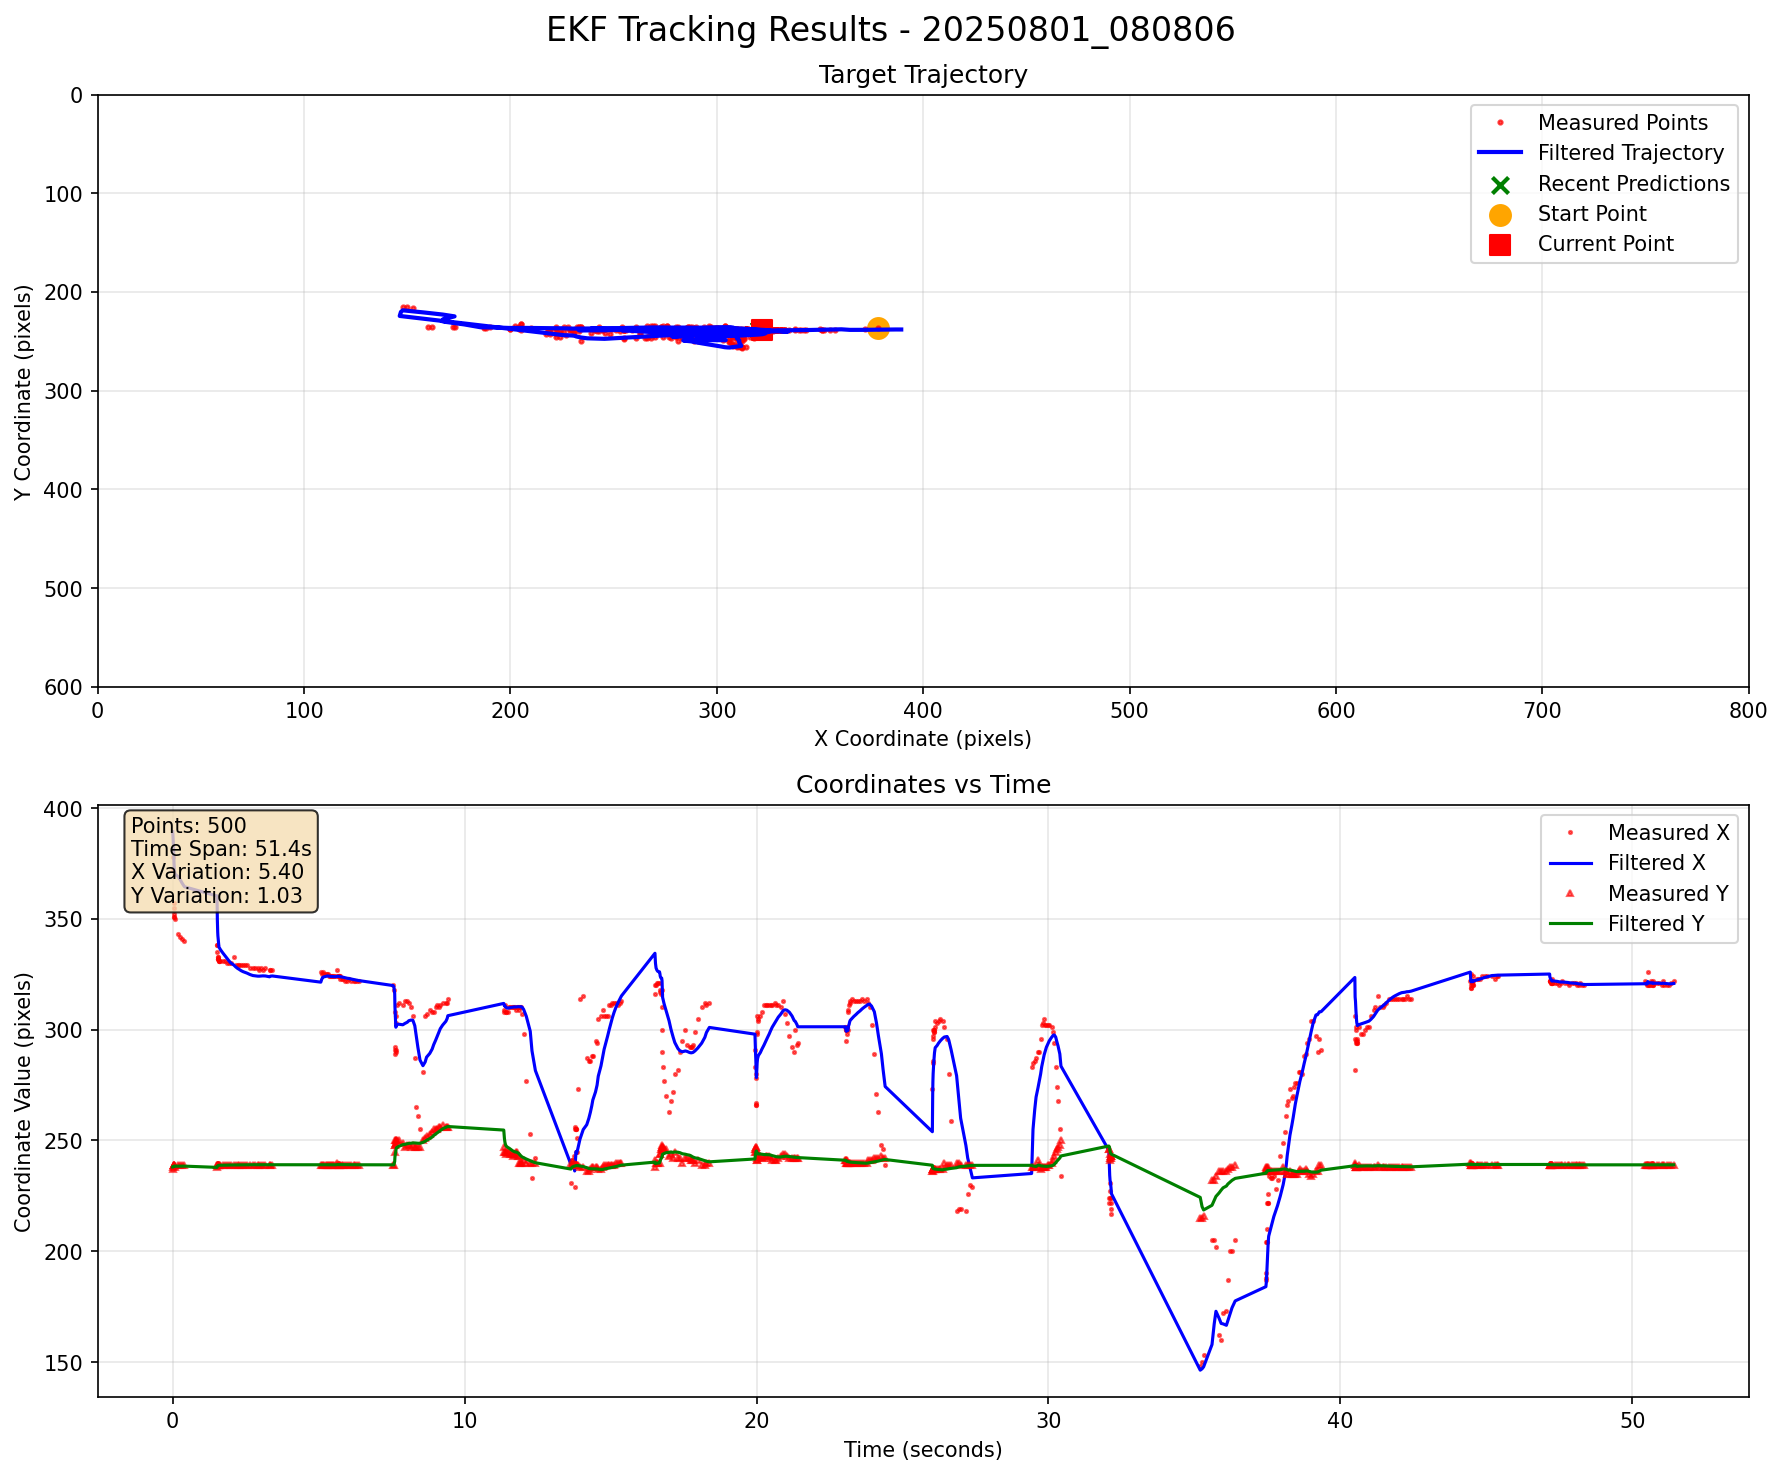 EKF Tracking Results - 20250801_080806
Target Trajectory
0
100
200
300
400
500
600
Y Coordinate (pixels)
Measured Points
Filtered Trajectory
Recent Predictions
Start Point
Current Point
0 100 200 300 400 500 600 700 800
X Coordinate (pixels)
Coordinates vs Time
400
350
300
250
200
150
Coordinate Value (pixels)
Points: 500
Time Span: 51.4s
X Variation: 5.40
Y Variation: 1.03
Measured X
Filtered X
Measured Y
Filtered Y
0 10 20 30 40 50
Time (seconds)